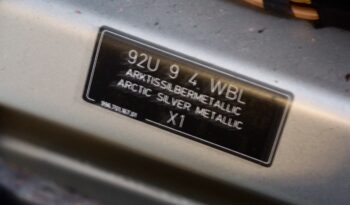 92U 9 4 WBL
ARKTISSILBERMETALLIC
ARCTIC SILVER METALLIC
X1